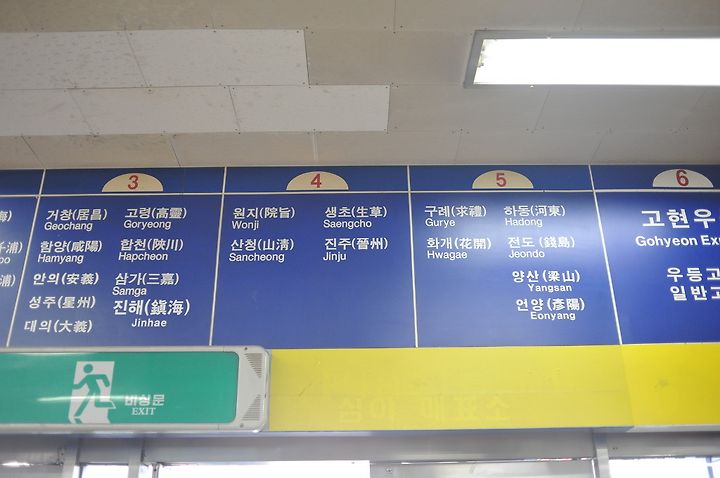 3
거창(居昌) 고령(高靈)
Geochang Goryeong
함양(咸陽) 합천(陜川)
Hamyang Hapcheon
안의(安義) 삼가(三嘉)
Samga
성주(星州) 진해(鎭海)
Jinhae
대의(大義)
4
원지(院旨) 생초(生草)
Wonji Saengcho
산청(山淸) 진주(晉州)
Sancheong Jinju
5
구례(求禮) 하동(河東)
Gurye Hadong
화개(花開) 전도 (錢島)
Hwagae Jeondo
양산 (梁山)
Yangsan
언양 (彥陽)
Eonyang
6
고현우
Gohyeon
우등고
일반
비상문
EXIT